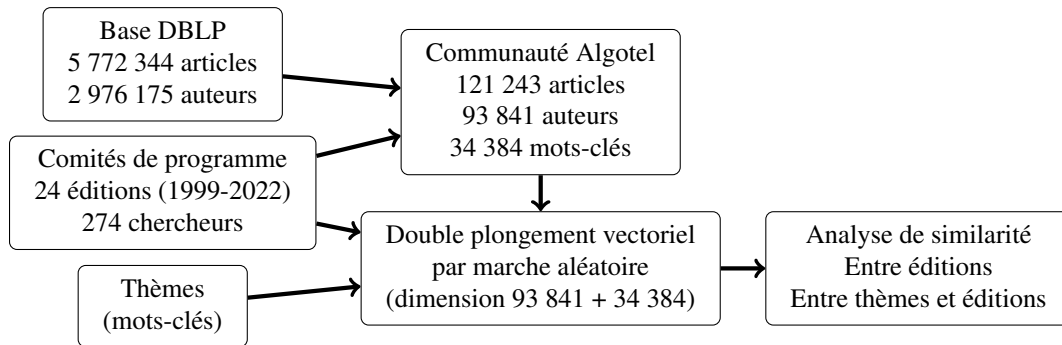 Base DBLP
5 772 344 articles
2 976 175 auteurs
Communauté Algotel
121 243 articles
93 841 auteurs
34 384 mots-clés
Comités de programme
24 éditions (1999-2022)
274 chercheurs
Double plongement vectoriel
par marche aléatoire
(dimension 93 841 + 34 384)
Analyse de similarité
Entre éditions
Entre thèmes et éditions
Thèmes
(mots-clés)